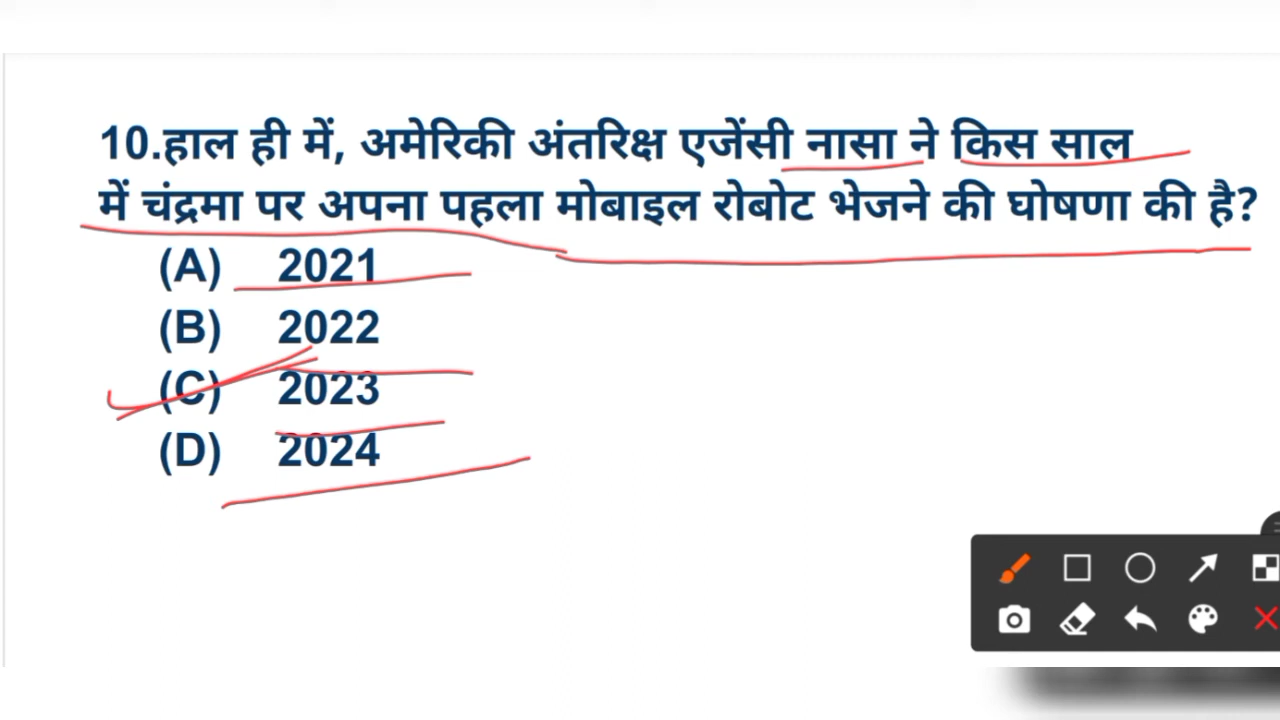 10.हाल ही में, अमेरिकी अंतरिक्ष एजेंसी नासा ने किस साल
में चंद्रमा पर अपना पहला मोबाइल रोबोट भेजने की घोषणा की है?
(A) 2021
(B) 2022
(C) 2023
(D) 2024